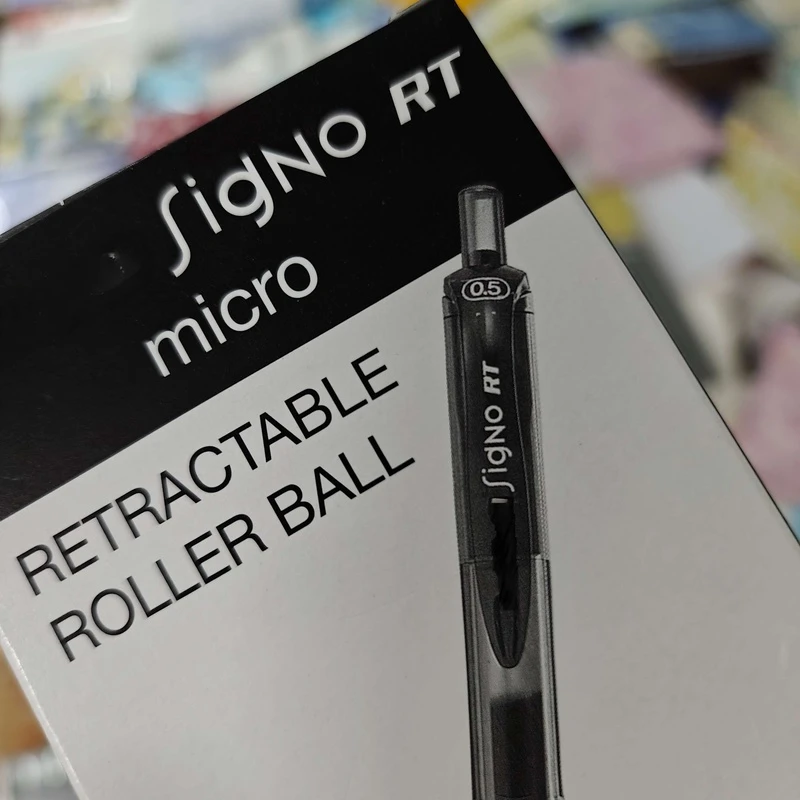 SigNo RT
micro
RETRACTABLE
ROLLER BALL
0.5
SigNo RT